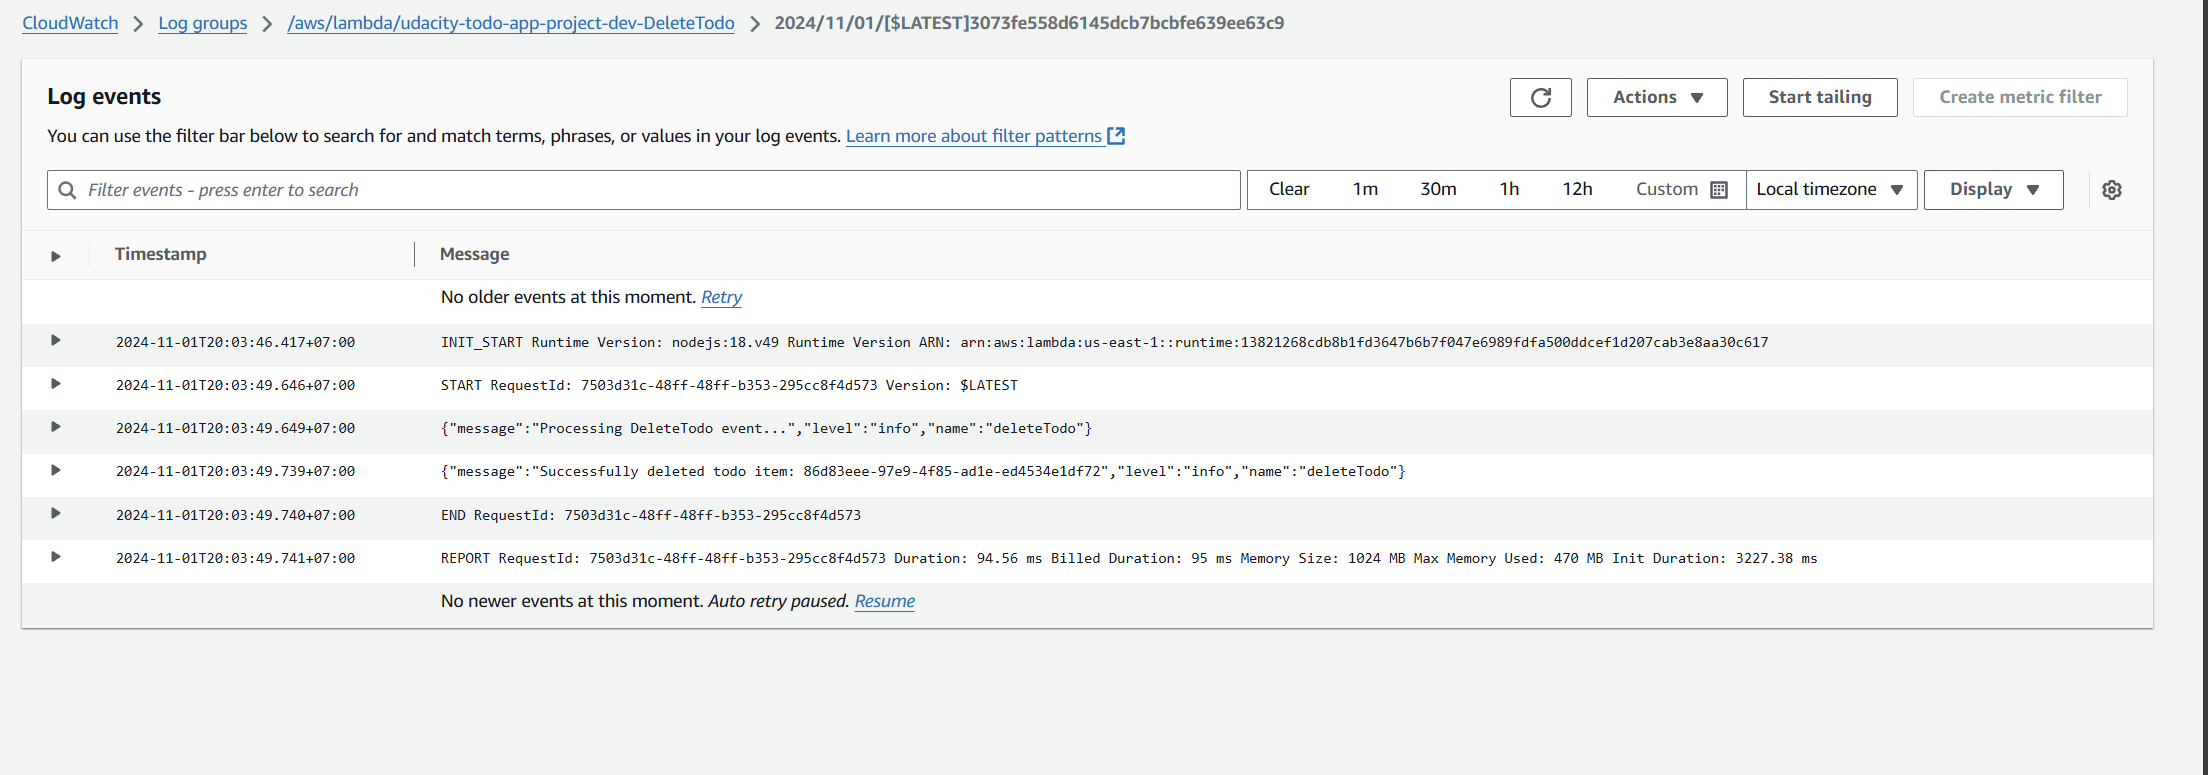 CloudWatch > Log groups > /aws/lambda/udacity-todo-app-project-dev-DeleteTodo > 2024/11/01/[$LATEST]3073fe558d6145dcb7bcbfe639ee63c9
Log events
Actions Start tailing Create metric filter
You can use the filter bar below to search for and match terms, phrases, or values in your log events. Learn more about filter patterns
Filter events - press enter to search Clear 1m 30m 1h 12h Custom Local timezone Display
Timestamp Message
No older events at this moment. Retry
2024-11-01T20:03:46.417+07:00 INIT_START Runtime Version: nodejs:18.v49 Runtime Version ARN: arn:aws:lambda:us-east-1::runtime:13821268cdb8b1fd3647b6b7f047e6989fdfa500ddcef1d207cab3e8aa30c617
2024-11-01T20:03:49.646+07:00 START RequestId: 7503d31c-48ff-48ff-b353-295cc8f4d573 Version: $LATEST
2024-11-01T20:03:49.649+07:00 {"message":"Processing DeleteTodo event...","level":"info","name":"deleteTodo"}
2024-11-01T20:03:49.739+07:00 {"message":"Successfully deleted todo item: 86d83eee-97e9-4f85-ad1e-ed4534e1df72","level":"info","name":"deleteTodo"}
2024-11-01T20:03:49.740+07:00 END RequestId: 7503d31c-48ff-48ff-b353-295cc8f4d573
2024-11-01T20:03:49.741+07:00 REPORT RequestId: 7503d31c-48ff-48ff-b353-295cc8f4d573 Duration: 94.56 ms Billed Duration: 95 ms Memory Size: 1024 MB Max Memory Used: 470 MB Init Duration: 3227.38 ms
No newer events at this moment. Auto retry paused. Resume